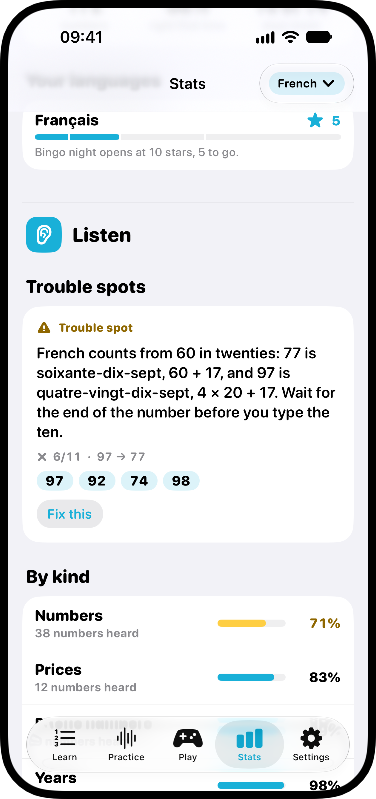 09:41
Your languages
Stats
French
Français
5
Bingo night opens at 10 stars, 5 to go.
Listen
Trouble spots
Trouble spot
French counts from 60 in twenties: 77 is
soixante-dix-sept, 60 + 17, and 97 is
quatre-vingt-dix-sept, 4 × 20 + 17. Wait for
the end of the number before you type the
ten.
× 6/11 · 97 → 77
97 92 74 98
Fix this
By kind
Numbers
71%
38 numbers heard
Prices
83%
12 numbers heard
Learn
Practice
Play
Stats
Settings
Years
98%